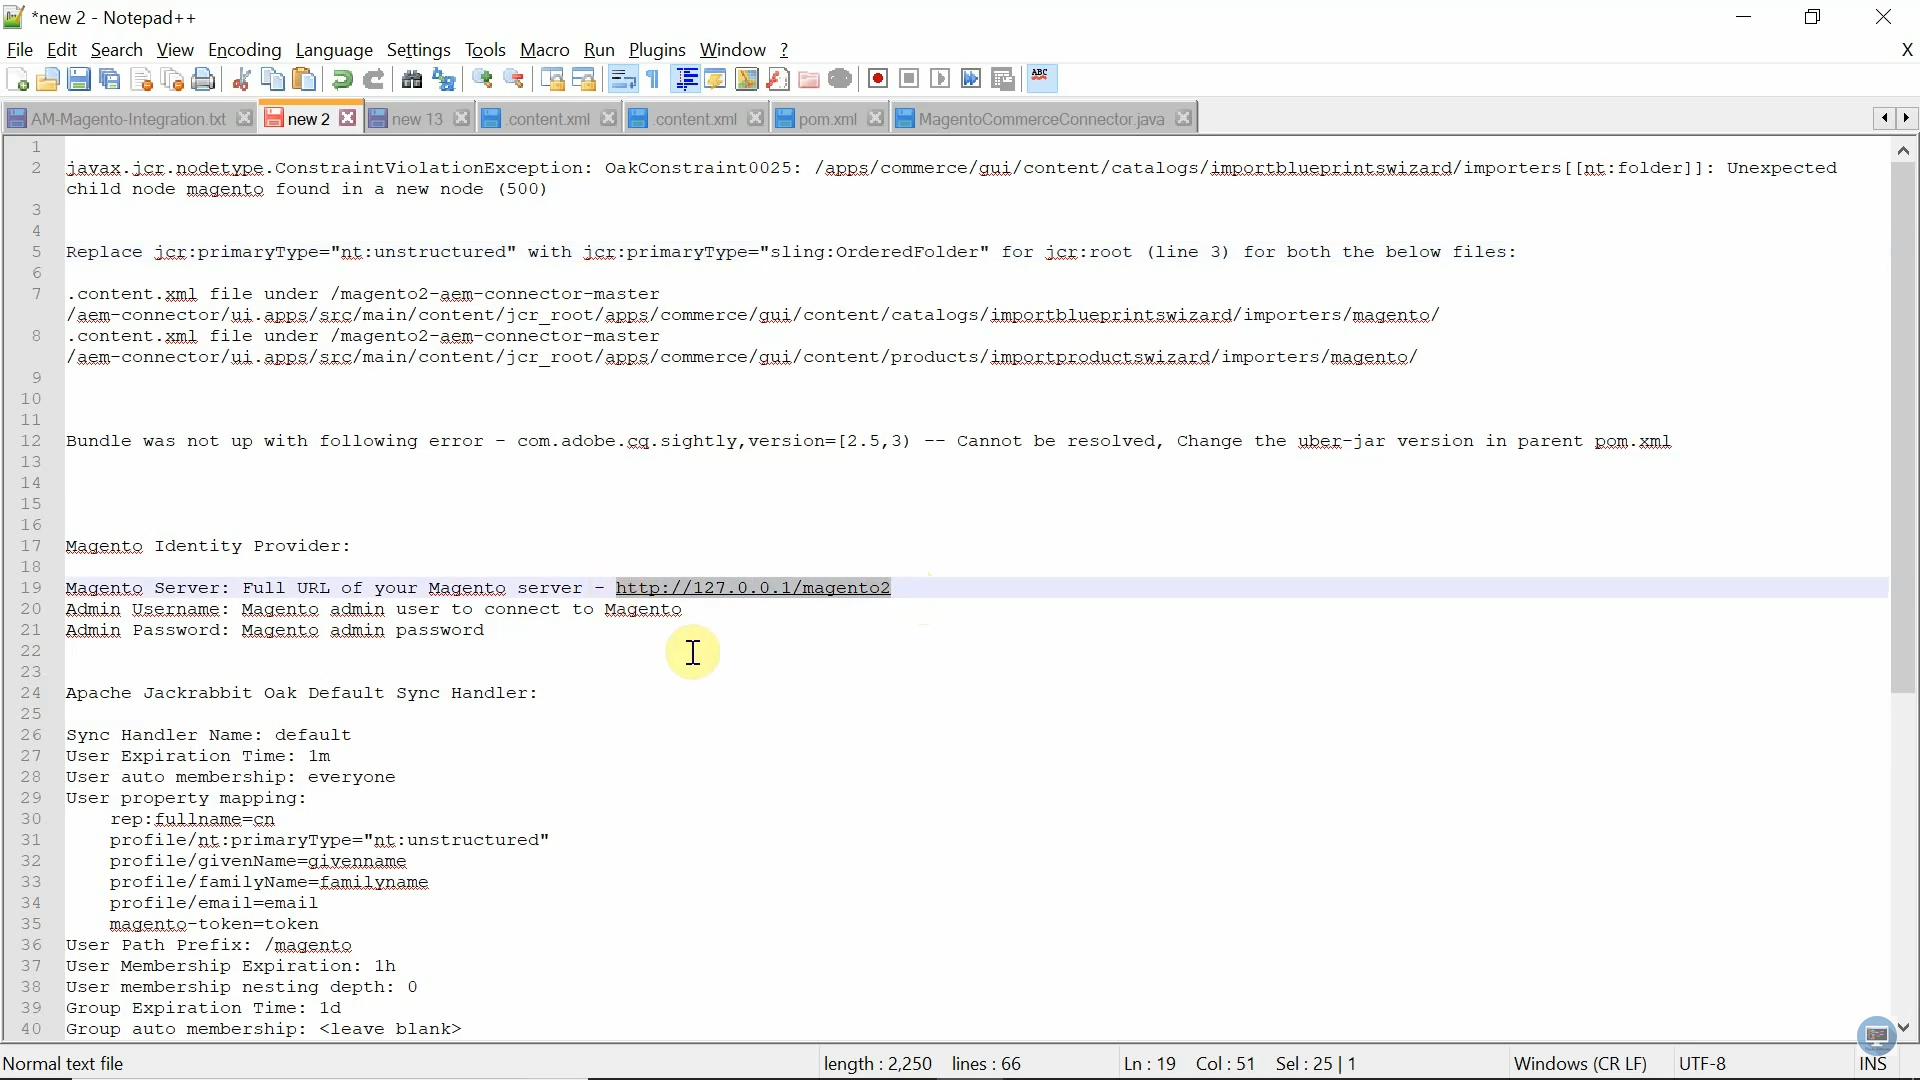 *new 2 - Notepad++
File Edit Search View Encoding Language Settings Tools Macro Run Plugins Window ? X
AM-Magento-Integration.txt new 2 new 13 .content.xml .content.xml pom.xml MagentoCommerceConnector.java
1
2 javax.jcr.nodetype.ConstraintViolationException: OakConstraint0025: /apps/commerce/gui/content/catalogs/importblueprintswizard/importers[[nt:folder]]: Unexpected
child node magento found in a new node (500)
3
4
5 Replace jcr:primaryType="nt:unstructured" with jcr:primaryType="sling:OrderedFolder" for jcr:root (line 3) for both the below files:
6
7 .content.xml file under /magento2-aem-connector-master
/aem-connector/ui.apps/src/main/content/jcr_root/apps/commerce/gui/content/catalogs/importblueprintswizard/importers/magento/
8 .content.xml file under /magento2-aem-connector-master
/aem-connector/ui.apps/src/main/content/jcr_root/apps/commerce/gui/content/products/importproductswizard/importers/magento/
9
10
11
12 Bundle was not up with following error - com.adobe.cq.sightly,version=[2.5,3) -- Cannot be resolved, Change the uber-jar version in parent pom.xml
13
14
15
16
17 Magento Identity Provider:
18
19 Magento Server: Full URL of your Magento server - http://127.0.0.1/magento2
20 Admin Username: Magento admin user to connect to Magento
21 Admin Password: Magento admin password
22
23
24 Apache Jackrabbit Oak Default Sync Handler:
25
26 Sync Handler Name: default
27 User Expiration Time: 1m
28 User auto membership: everyone
29 User property mapping:
30 rep:fullname=cn
31 profile/nt:primaryType="nt:unstructured"
32 profile/givenName=givenname
33 profile/familyName=familyname
34 profile/email=email
35 magento-token=token
36 User Path Prefix: /magento
37 User Membership Expiration: 1h
38 User membership nesting depth: 0
39 Group Expiration Time: 1d
40 Group auto membership: <leave blank>
Normal text file length : 2,250 lines : 66 Ln : 19 Col : 51 Sel : 25 | 1 Windows (CR LF) UTF-8 INS